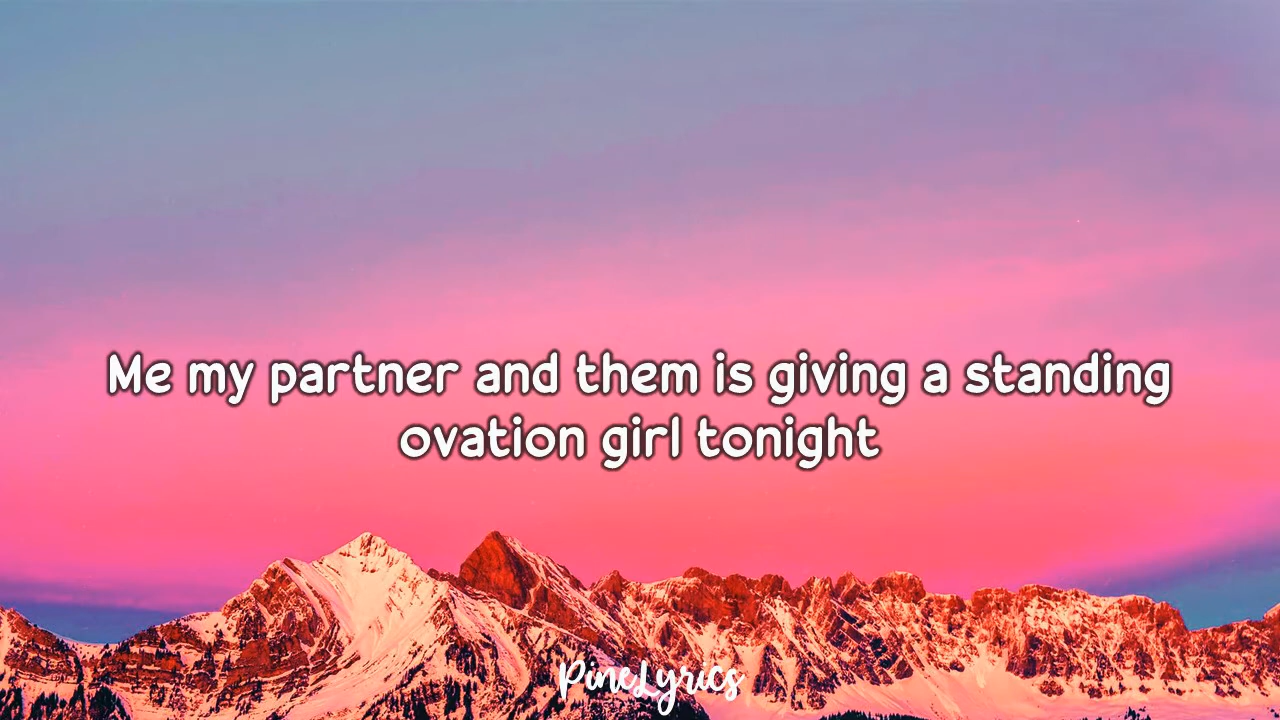 Me my partner and them is giving a standing
ovation girl tonight
PineLyrics